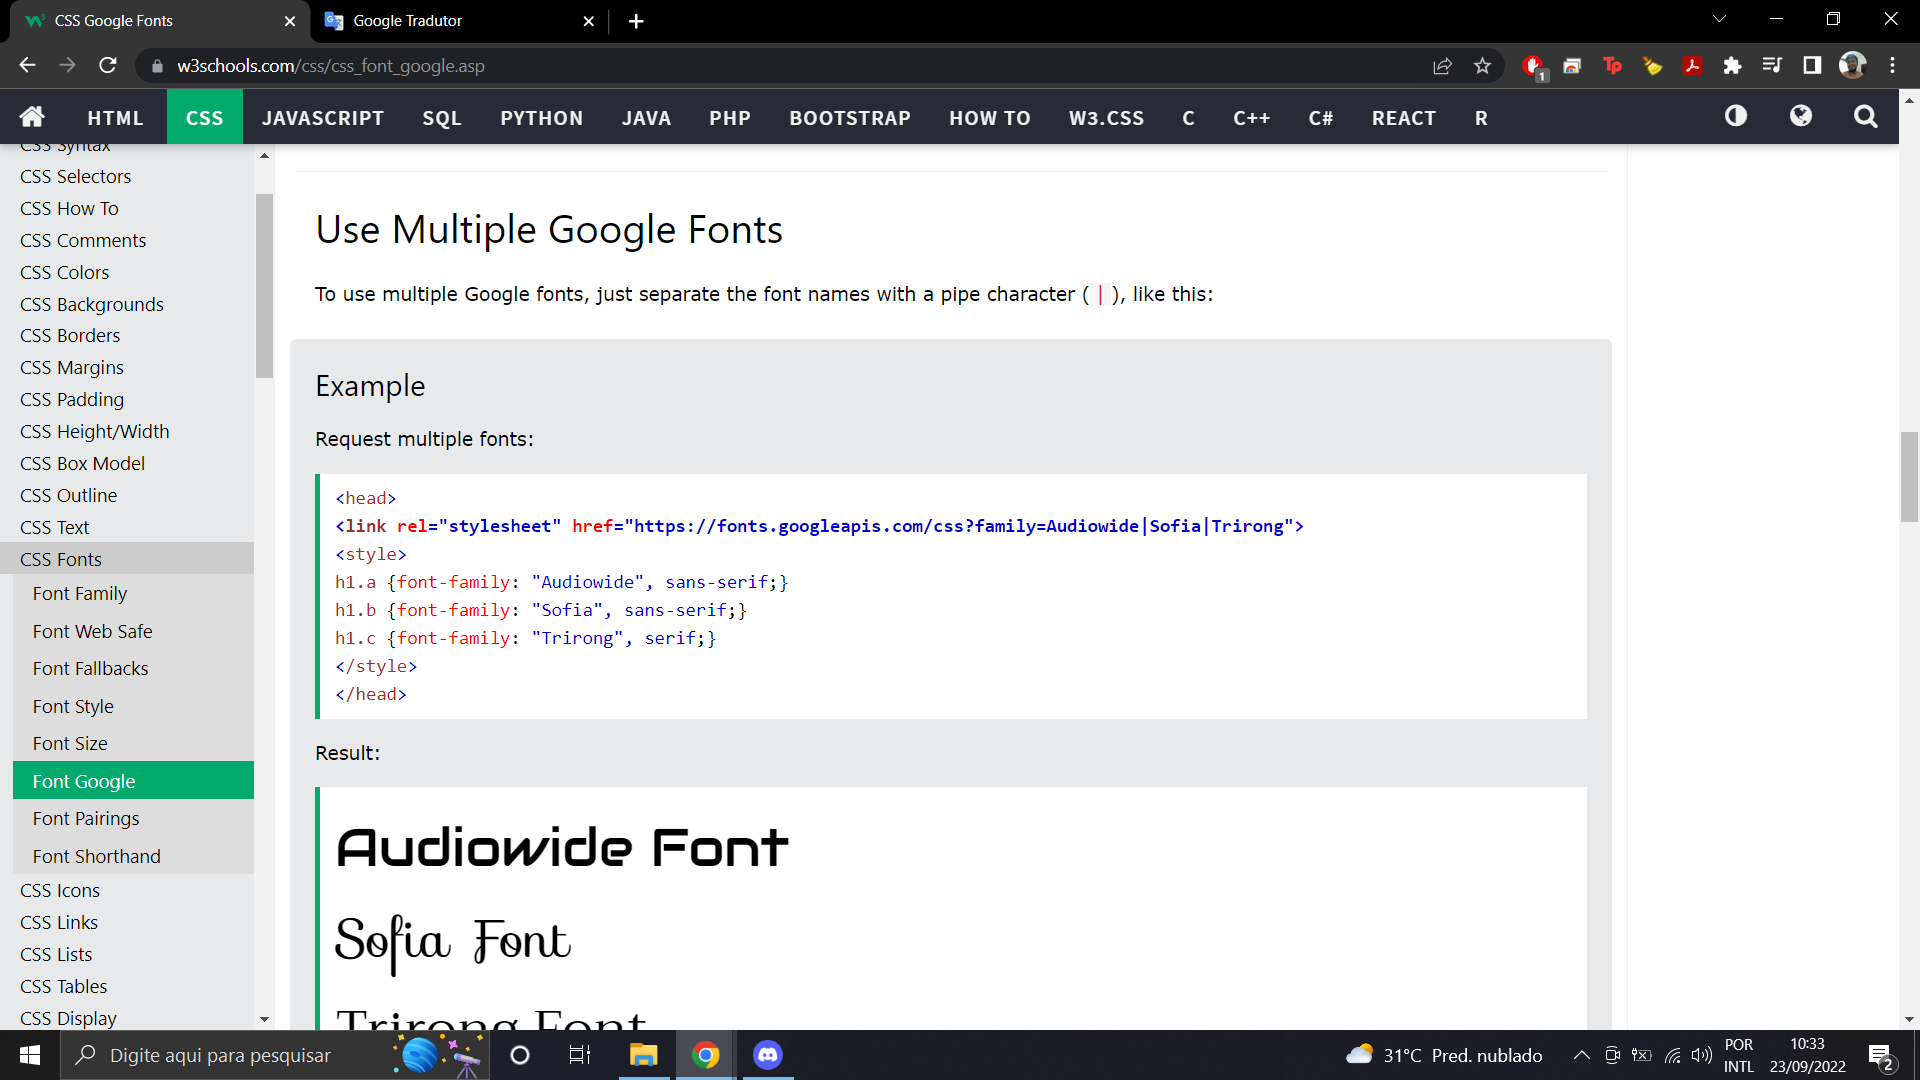 CSS Google Fonts
Google Tradutor
w3schools.com/css/css_font_google.asp
1
HTML CSS JAVASCRIPT SQL PYTHON JAVA PHP BOOTSTRAP HOW TO W3.CSS C C++ C# REACT R
CSS Syntax
CSS Selectors
CSS How To
CSS Comments
CSS Colors
CSS Backgrounds
CSS Borders
CSS Margins
CSS Padding
CSS Height/Width
CSS Box Model
CSS Outline
CSS Text
CSS Fonts
Font Family
Font Web Safe
Font Fallbacks
Font Style
Font Size
Font Google
Font Pairings
Font Shorthand
CSS Icons
CSS Links
CSS Lists
CSS Tables
CSS Display
Use Multiple Google Fonts
To use multiple Google fonts, just separate the font names with a pipe character ( | ), like this:
Example
Request multiple fonts:
<head>
<link rel="stylesheet" href="https://fonts.googleapis.com/css?family=Audiowide|Sofia|Trirong">
<style>
h1.a {font-family: "Audiowide", sans-serif;}
h1.b {font-family: "Sofia", sans-serif;}
h1.c {font-family: "Trirong", serif;}
</style>
</head>
Result:
Audiowide Font
Sofia Font
Trirong Font
Digite aqui para pesquisar
31°C Pred. nublado
POR
INTL
10:33
23/09/2022
2